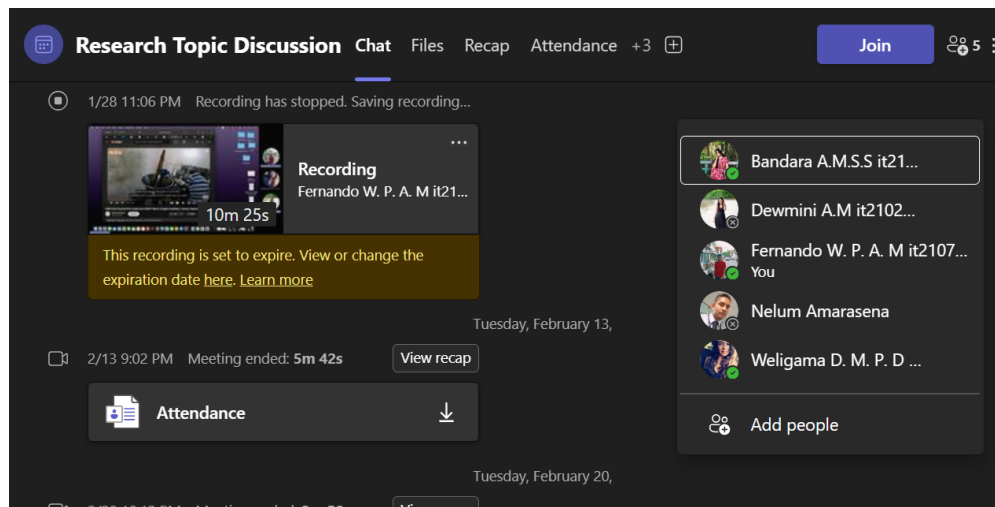 Research Topic Discussion Chat Files Recap Attendance +3 Join 5
1/28 11:06 PM Recording has stopped. Saving recording...
Recording
Fernando W. P. A. M it21...
10m 25s
This recording is set to expire. View or change the
expiration date here. Learn more
Tuesday, February 13,
2/13 9:02 PM Meeting ended: 5m 42s View recap
Attendance
Tuesday, February 20,
Bandara A.M.S.S it21...
Dewmini A.M it2102...
Fernando W. P. A. M it2107...
You
Nelum Amarasena
Weligama D. M. P. D ...
Add people